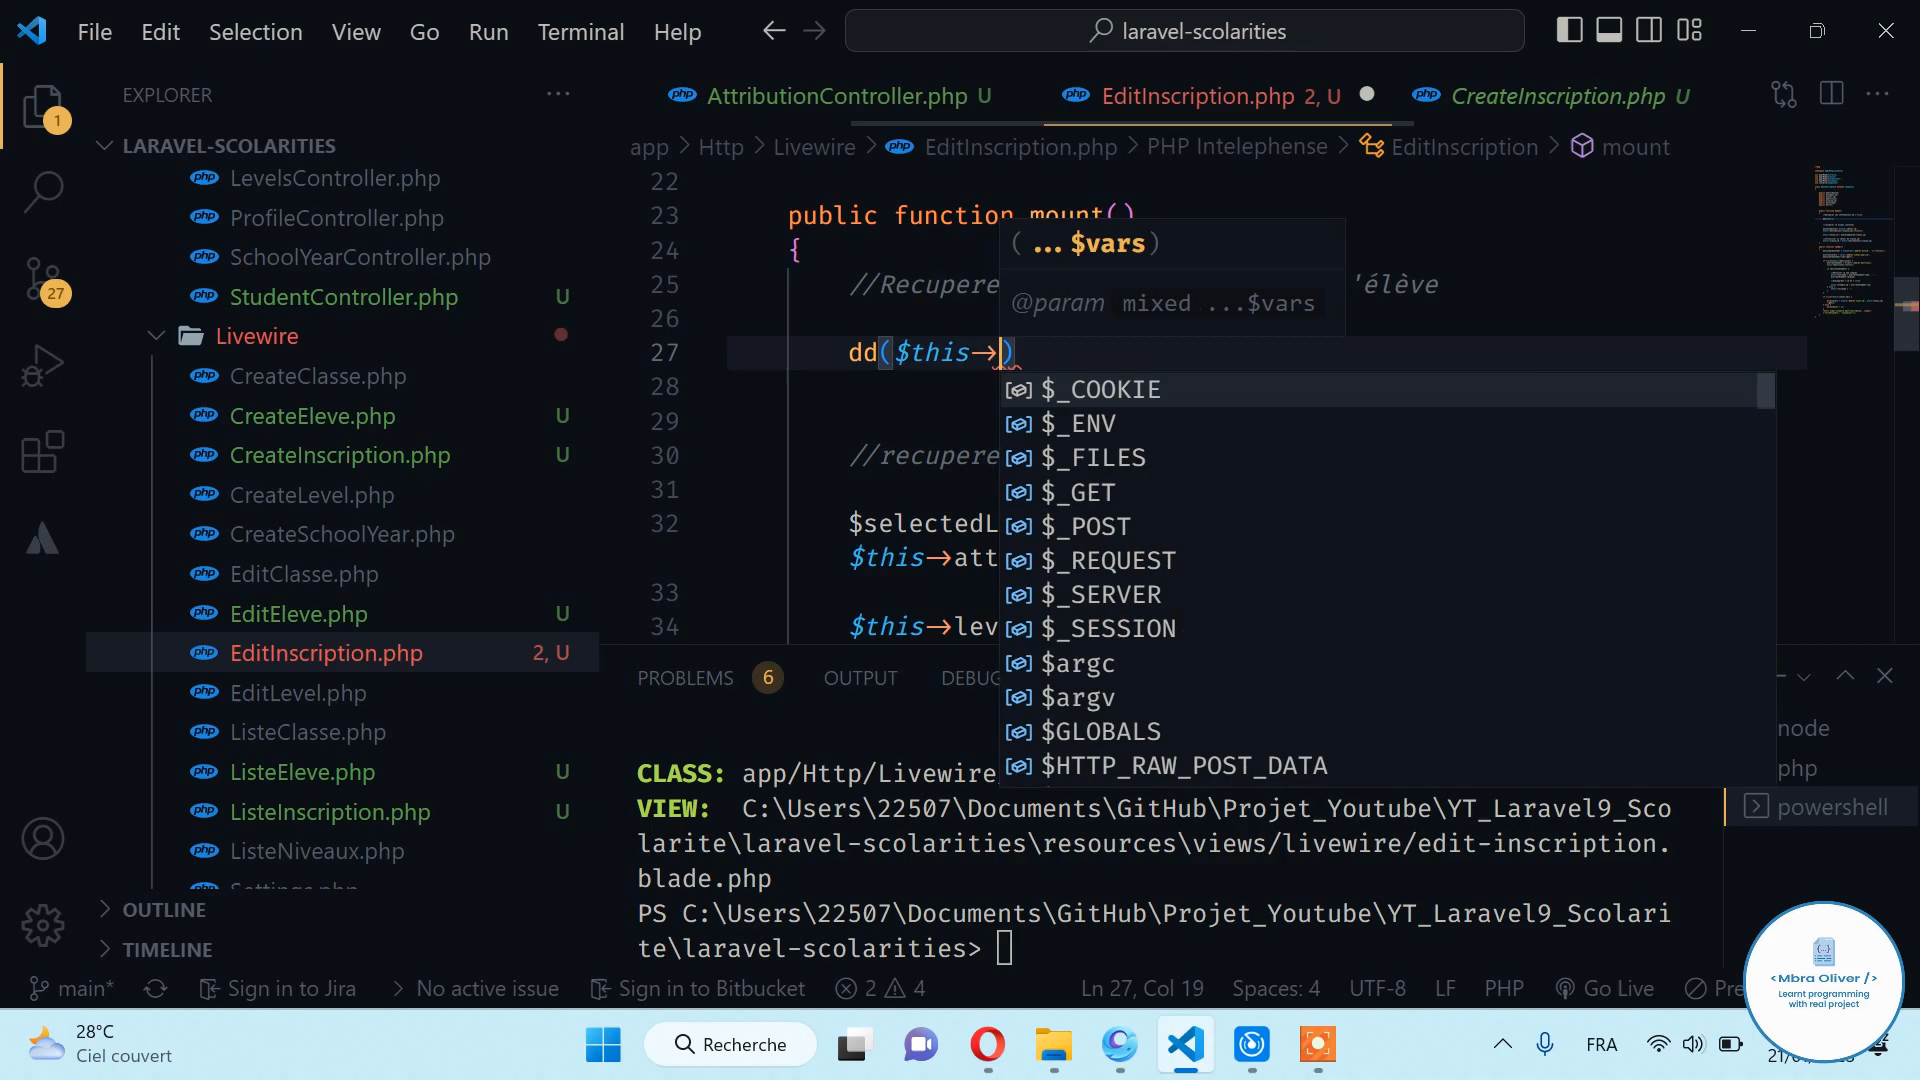 File Edit Selection View Go Run Terminal Help
laravel-scolarities
EXPLORER
1
LARAVEL-SCOLARITIES
LevelsController.php
ProfileController.php
SchoolYearController.php
27
StudentController.php U
Livewire
CreateClasse.php
CreateEleve.php U
CreateInscription.php U
CreateLevel.php
CreateSchoolYear.php
EditClasse.php
EditEleve.php U
EditInscription.php 2, U
EditLevel.php
ListeClasse.php
ListeEleve.php U
ListeInscription.php U
ListeNiveaux.php
OUTLINE
TIMELINE
php AttributionController.php U php EditInscription.php 2, U php CreateInscription.php U
app > Http > Livewire > php EditInscription.php > PHP Intelephense > EditInscription > mount
22
23 public function mount()
24 {
25 //Recupere 'élève
26
27 dd($this→)
28
29
30 //recupere
31
32 $selectedL
$this→att
33
34 $this→lev
( ... $vars)
@param mixed ...$vars
$_COOKIE
$_ENV
$_FILES
$_GET
$_POST
$_REQUEST
$_SERVER
$_SESSION
$argc
$argv
$GLOBALS
$HTTP_RAW_POST_DATA
PROBLEMS 6 OUTPUT DEBUG
node
php
powershell
CLASS: app/Http/Livewire
VIEW: C:\Users\22507\Documents\GitHub\Projet_Youtube\YT_Laravel9_Sco
larite\laravel-scolarities\resources\views/livewire/edit-inscription.
blade.php
PS C:\Users\22507\Documents\GitHub\Projet_Youtube\YT_Laravel9_Scolari
te\laravel-scolarities>
main* Sign in to Jira > No active issue Sign in to Bitbucket 2 4 Ln 27, Col 19 Spaces: 4 UTF-8 LF PHP Go Live Pre
<Mbra Oliver />
Learnt programming
with real project
28°C
Ciel couvert
Recherche
FRA